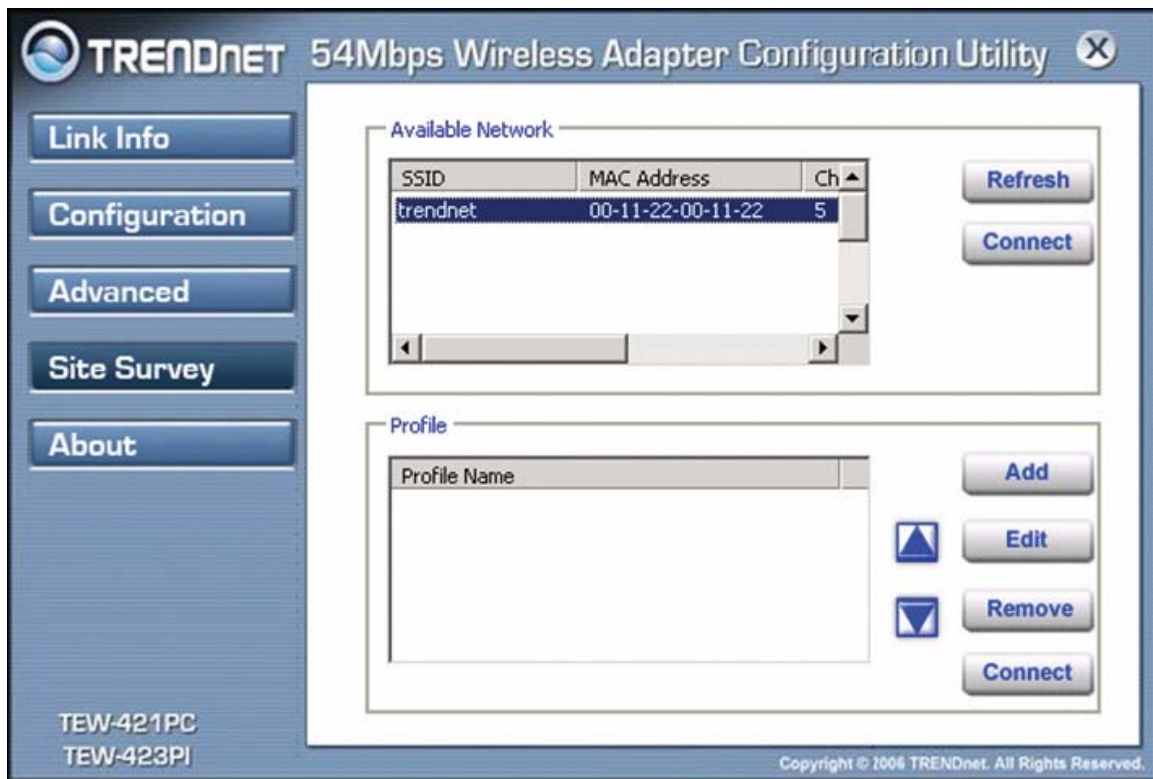 TRENDNET 54Mbps Wireless Adapter Configuration Utility X
Link Info
Configuration
Advanced
Site Survey
About
TEW-421PC
TEW-423PI
Available Network
SSID MAC Address Ch
trendnet 00-11-22-00-11-22 5
Refresh
Connect
Profile
Profile Name
Add
Edit
Remove
Connect
Copyright © 2006 TRENDnet. All Rights Reserved.